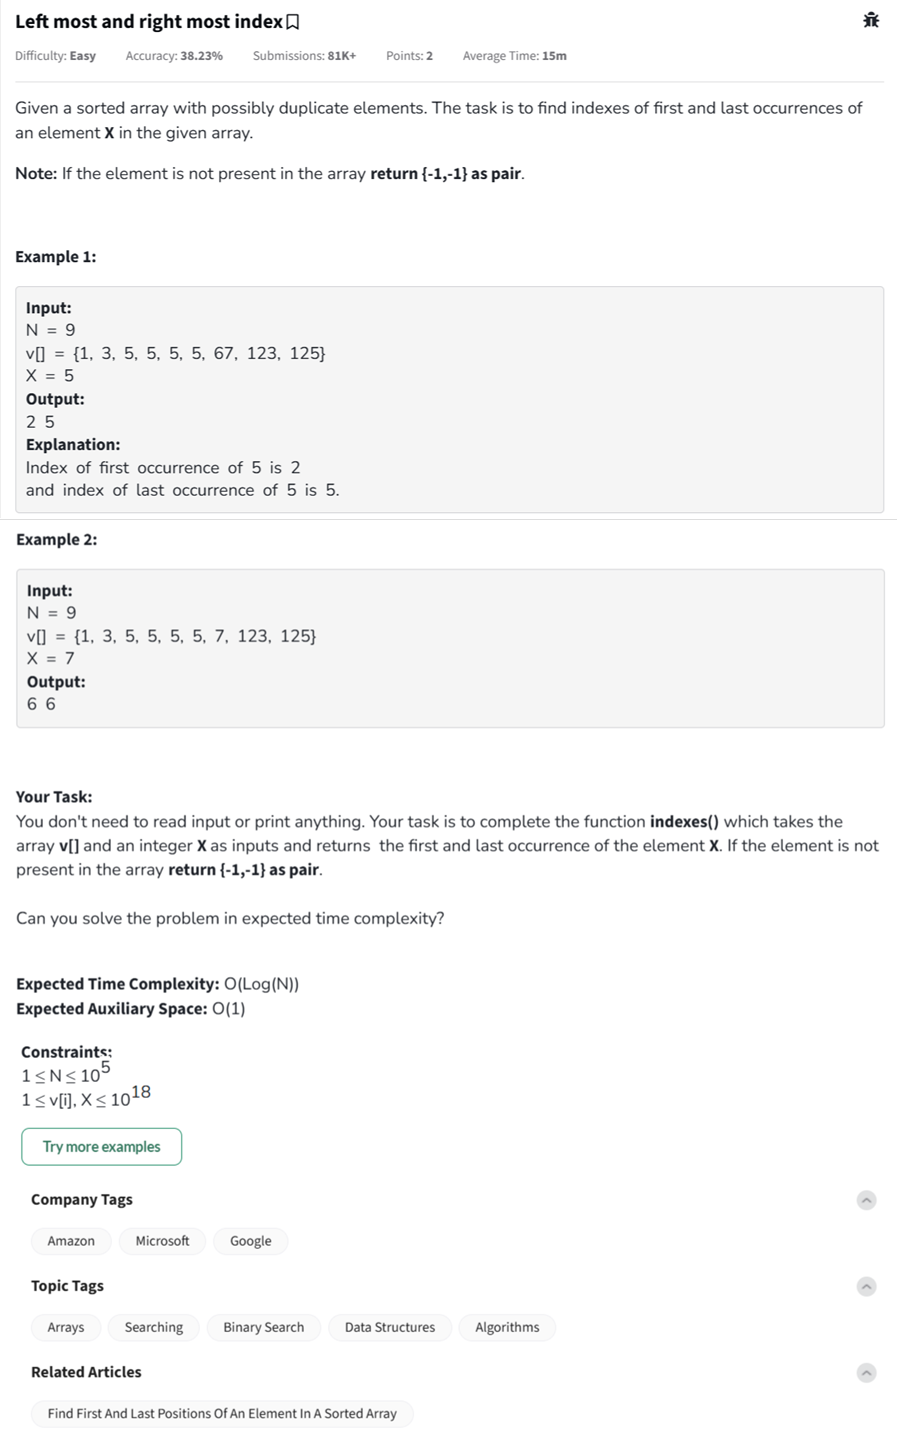 Left most and right most index
Difficulty: Easy Accuracy: 38.23% Submissions: 81K+ Points: 2 Average Time: 15m
Given a sorted array with possibly duplicate elements. The task is to find indexes of first and last occurrences of
an element X in the given array.
Note: If the element is not present in the array return {-1,-1} as pair.
Example 1:
Input:
N = 9
v[] = {1, 3, 5, 5, 5, 5, 67, 123, 125}
X = 5
Output:
2 5
Explanation:
Index of first occurrence of 5 is 2
and index of last occurrence of 5 is 5.
Example 2:
Input:
N = 9
v[] = {1, 3, 5, 5, 5, 5, 7, 123, 125}
X = 7
Output:
6 6
Your Task:
You don't need to read input or print anything. Your task is to complete the function indexes() which takes the
array v[] and an integer X as inputs and returns the first and last occurrence of the element X. If the element is not
present in the array return {-1,-1} as pair.
Can you solve the problem in expected time complexity?
Expected Time Complexity: O(Log(N))
Expected Auxiliary Space: O(1)
Constraints:
1 ≤ N ≤ 10^5
1 ≤ v[i], X ≤ 10^18
Try more examples
Company Tags
Amazon Microsoft Google
Topic Tags
Arrays Searching Binary Search Data Structures Algorithms
Related Articles
Find First And Last Positions Of An Element In A Sorted Array